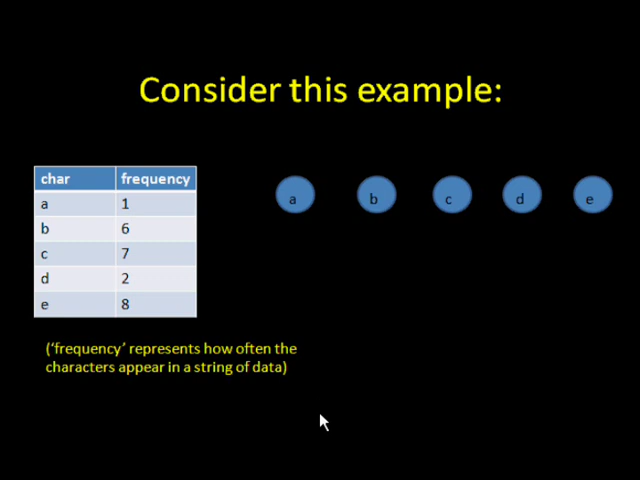 Consider this example:
char frequency
a 1
b 6
c 7
d 2
e 8
a b c d e
(‘frequency’ represents how often the
characters appear in a string of data)